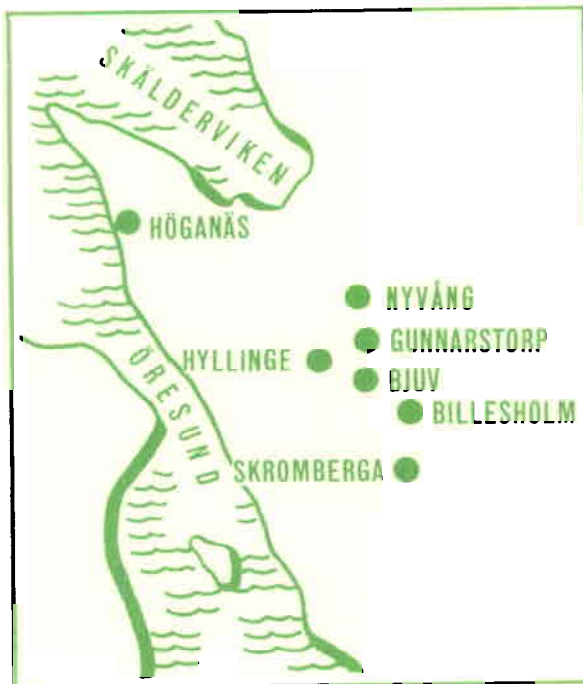 SKÄLDERVIKEN
HÖGANÄS
NYVÅNG
GUNNARSTORP
HYLLINGE
BJUV
ÖRESUND
BILLESHOLM
SKROMBERGA